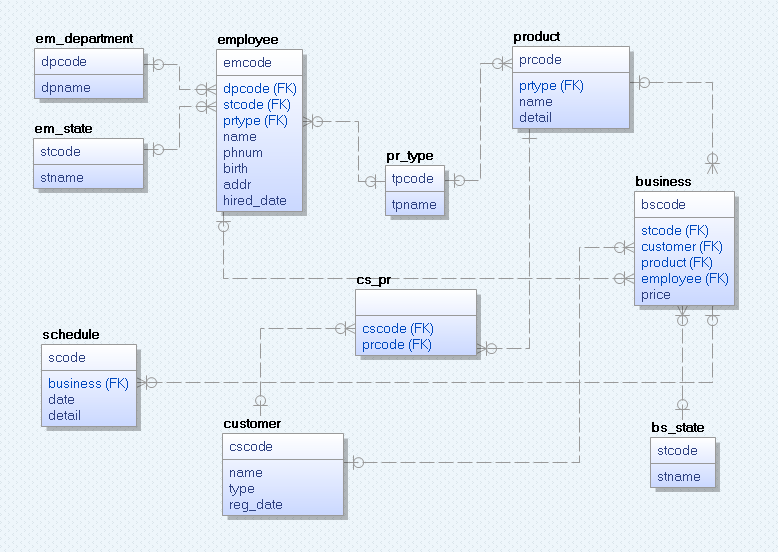 em_department
dpcode
dpname
employee
emcode
dpcode (FK)
stcode (FK)
prtype (FK)
name
phnum
birth
addr
hired_date
product
prcode
prtype (FK)
name
detail
em_state
stcode
stname
pr_type
tpcode
tpname
business
bscode
stcode (FK)
customer (FK)
product (FK)
employee (FK)
price
cs_pr
cscode (FK)
prcode (FK)
schedule
scode
business (FK)
date
detail
customer
cscode
name
type
reg_date
bs_state
stcode
stname